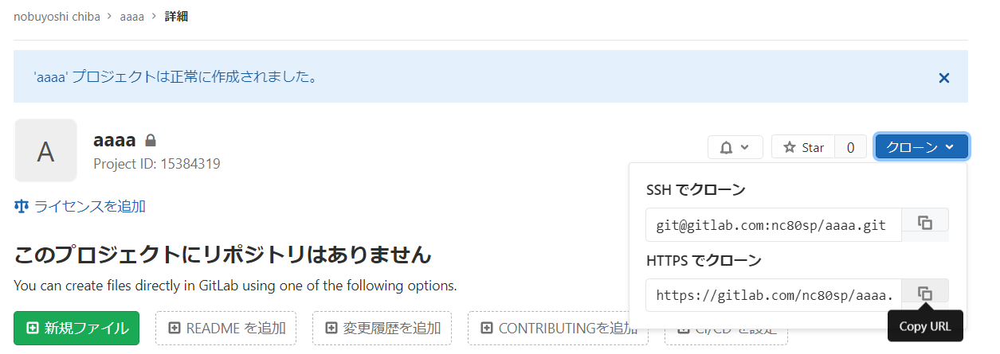 nobuyoshi chiba › aaaa › 詳細
'aaaa' プロジェクトは正常に作成されました。
A
aaaa
Project ID: 15384319
Star 0 クローン
ライセンスを追加
SSH でクローン
git@gitlab.com:nc80sp/aaaa.git
HTTPS でクローン
https://gitlab.com/nc80sp/aaaa.
Copy URL
このプロジェクトにリポジトリはありません
You can create files directly in GitLab using one of the following options.
新規ファイル README を追加 変更履歴を追加 CONTRIBUTINGを追加 CI/CD を設定